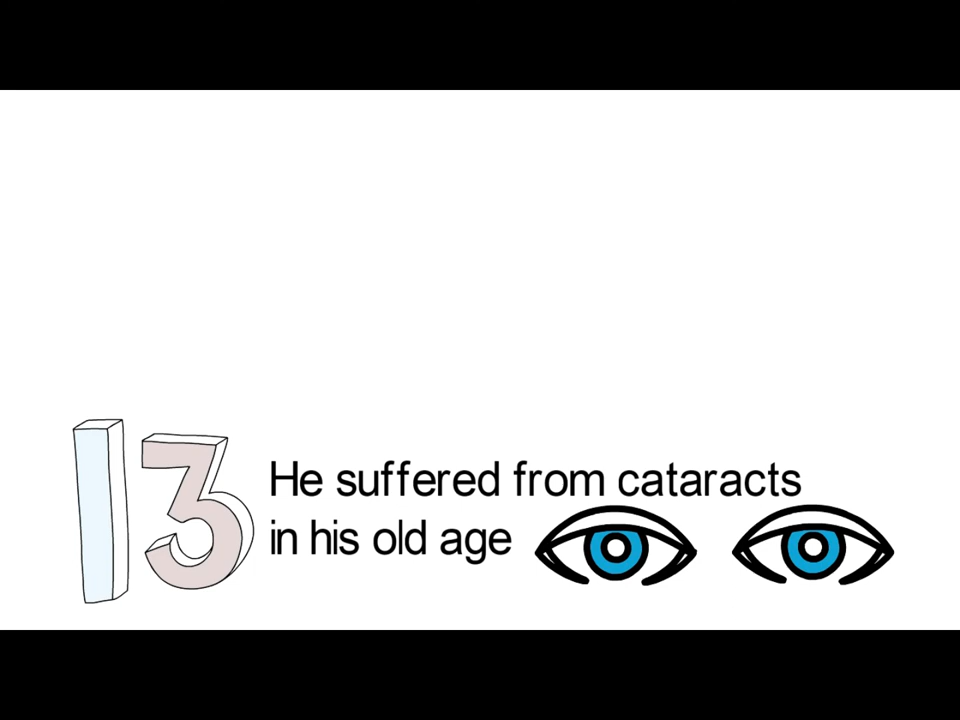 13
He suffered from cataracts
in his old age